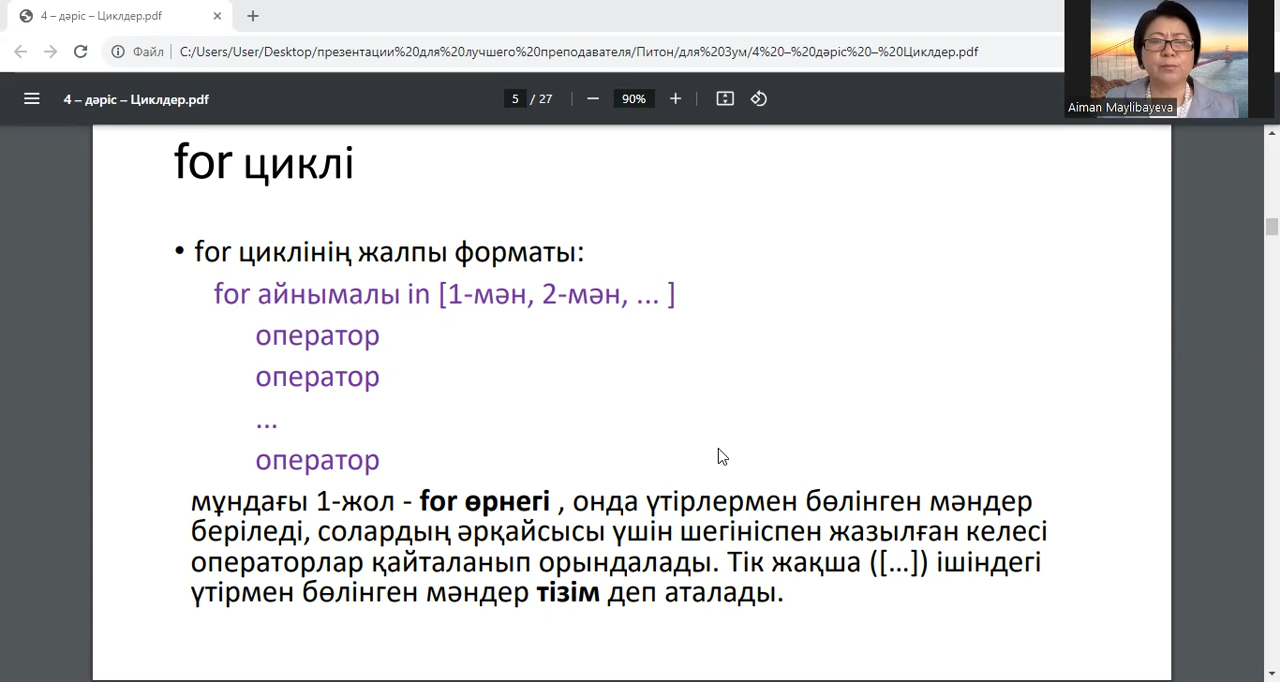 4 – дәріс – Циклдер.pdf
Файл
C:/Users/User/Desktop/презентации%20для%20лучшего%20преподавателя/Питон/для%20зум/4%20–%20дәріс%20–%20Циклдер.pdf
4 – дәріс – Циклдер.pdf
5 / 27
90%
Aiman Maylibayeva
for циклі
• for циклінің жалпы форматы:
for айнымалы in [1-мән, 2-мән, ... ]
оператор
оператор
...
оператор
мұндағы 1-жол - for өрнегі , онда үтірлермен бөлінген мәндер
беріледі, солардың әрқайсысы үшін шегініспен жазылған келесі
операторлар қайталанып орындалады. Тік жақша ([...]) ішіндегі
үтірмен бөлінген мәндер тізім деп аталады.